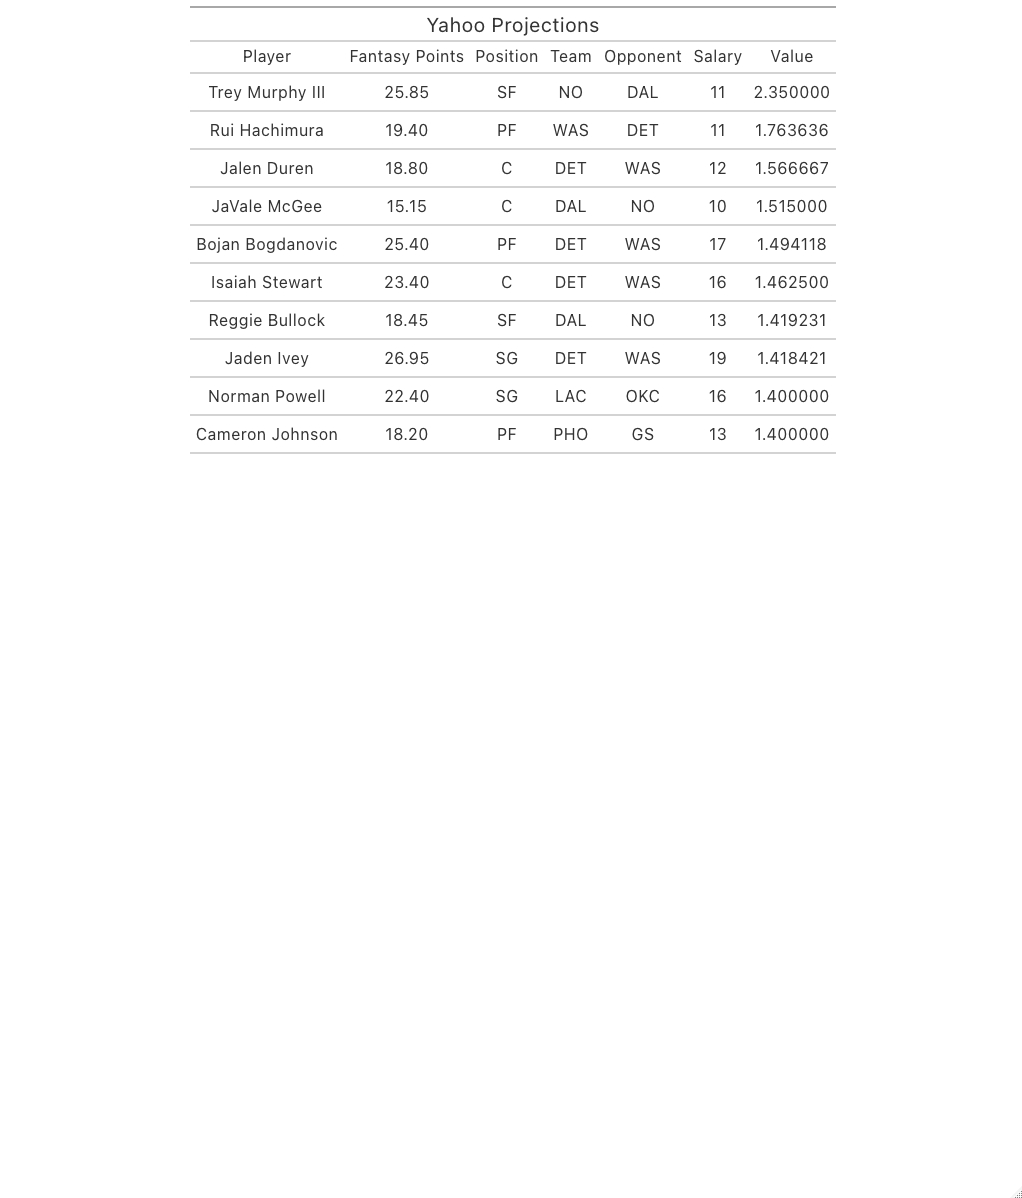 Yahoo Projections
Player Fantasy Points Position Team Opponent Salary Value
Trey Murphy III 25.85 SF NO DAL 11 2.350000
Rui Hachimura 19.40 PF WAS DET 11 1.763636
Jalen Duren 18.80 C DET WAS 12 1.566667
JaVale McGee 15.15 C DAL NO 10 1.515000
Bojan Bogdanovic 25.40 PF DET WAS 17 1.494118
Isaiah Stewart 23.40 C DET WAS 16 1.462500
Reggie Bullock 18.45 SF DAL NO 13 1.419231
Jaden Ivey 26.95 SG DET WAS 19 1.418421
Norman Powell 22.40 SG LAC OKC 16 1.400000
Cameron Johnson 18.20 PF PHO GS 13 1.400000